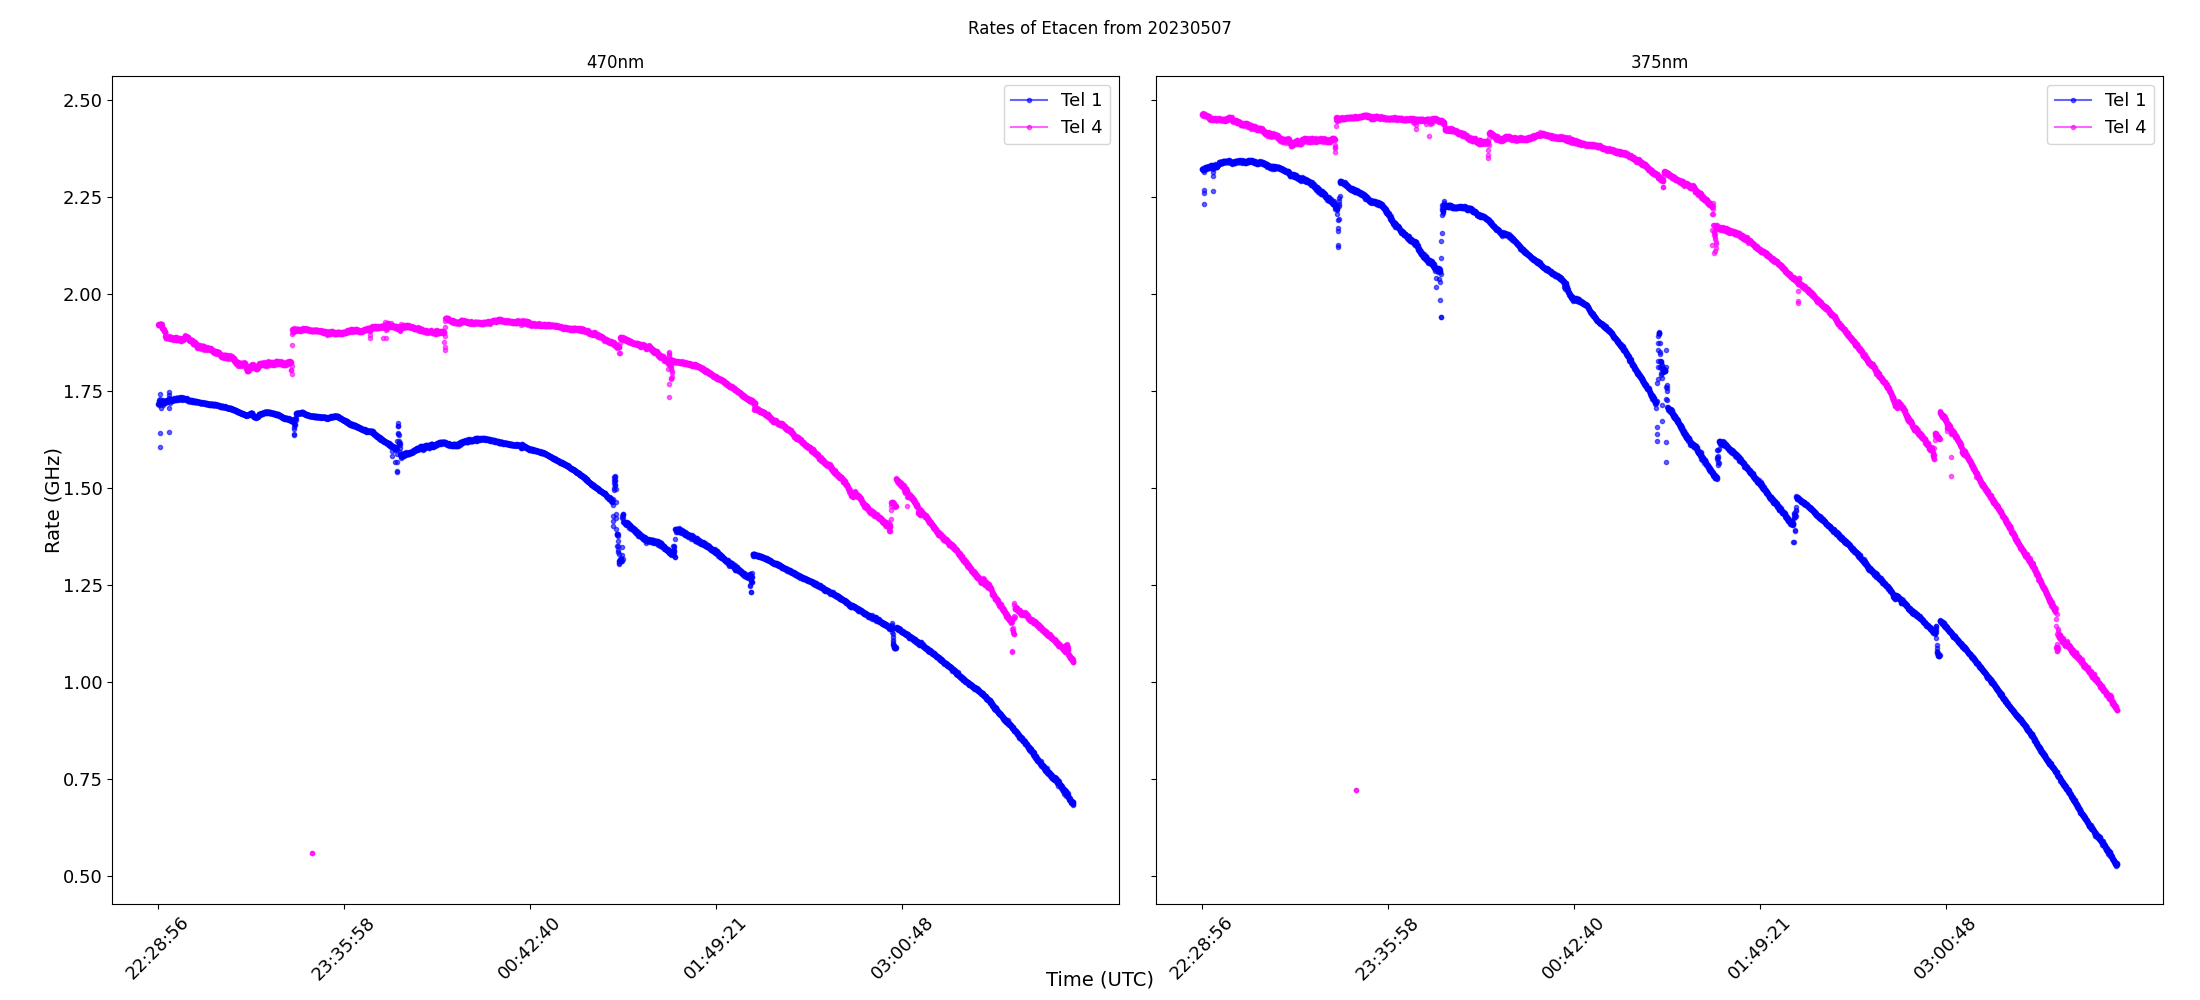 Rates of Etacen from 20230507
470nm
375nm
Tel 1
Tel 4
Tel 1
Tel 4
Rate (GHz)
2.50
2.25
2.00
1.75
1.50
1.25
1.00
0.75
0.50
22:28:56
23:35:58
00:42:40
01:49:21
03:00:48
22:28:56
23:35:58
00:42:40
01:49:21
03:00:48
Time (UTC)